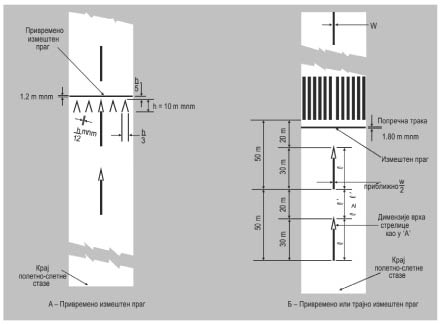 Привремено
измештен
праг
1.2 m mnm
h
5
h = 10 m mnm
h mnm
12
h
3
Крај
полетно-слетне
стазе
А – Привремено измештен праг
W
Попречна трака
1.80 m mnm
Измештен праг
50 m
20 m
30 m
50 m
20 m
30 m
приближно
w
2
Димензије врха
стрелице
као у 'А'
Крај
полетно-слетне
стазе
Б – Привремено или трајно измештен праг